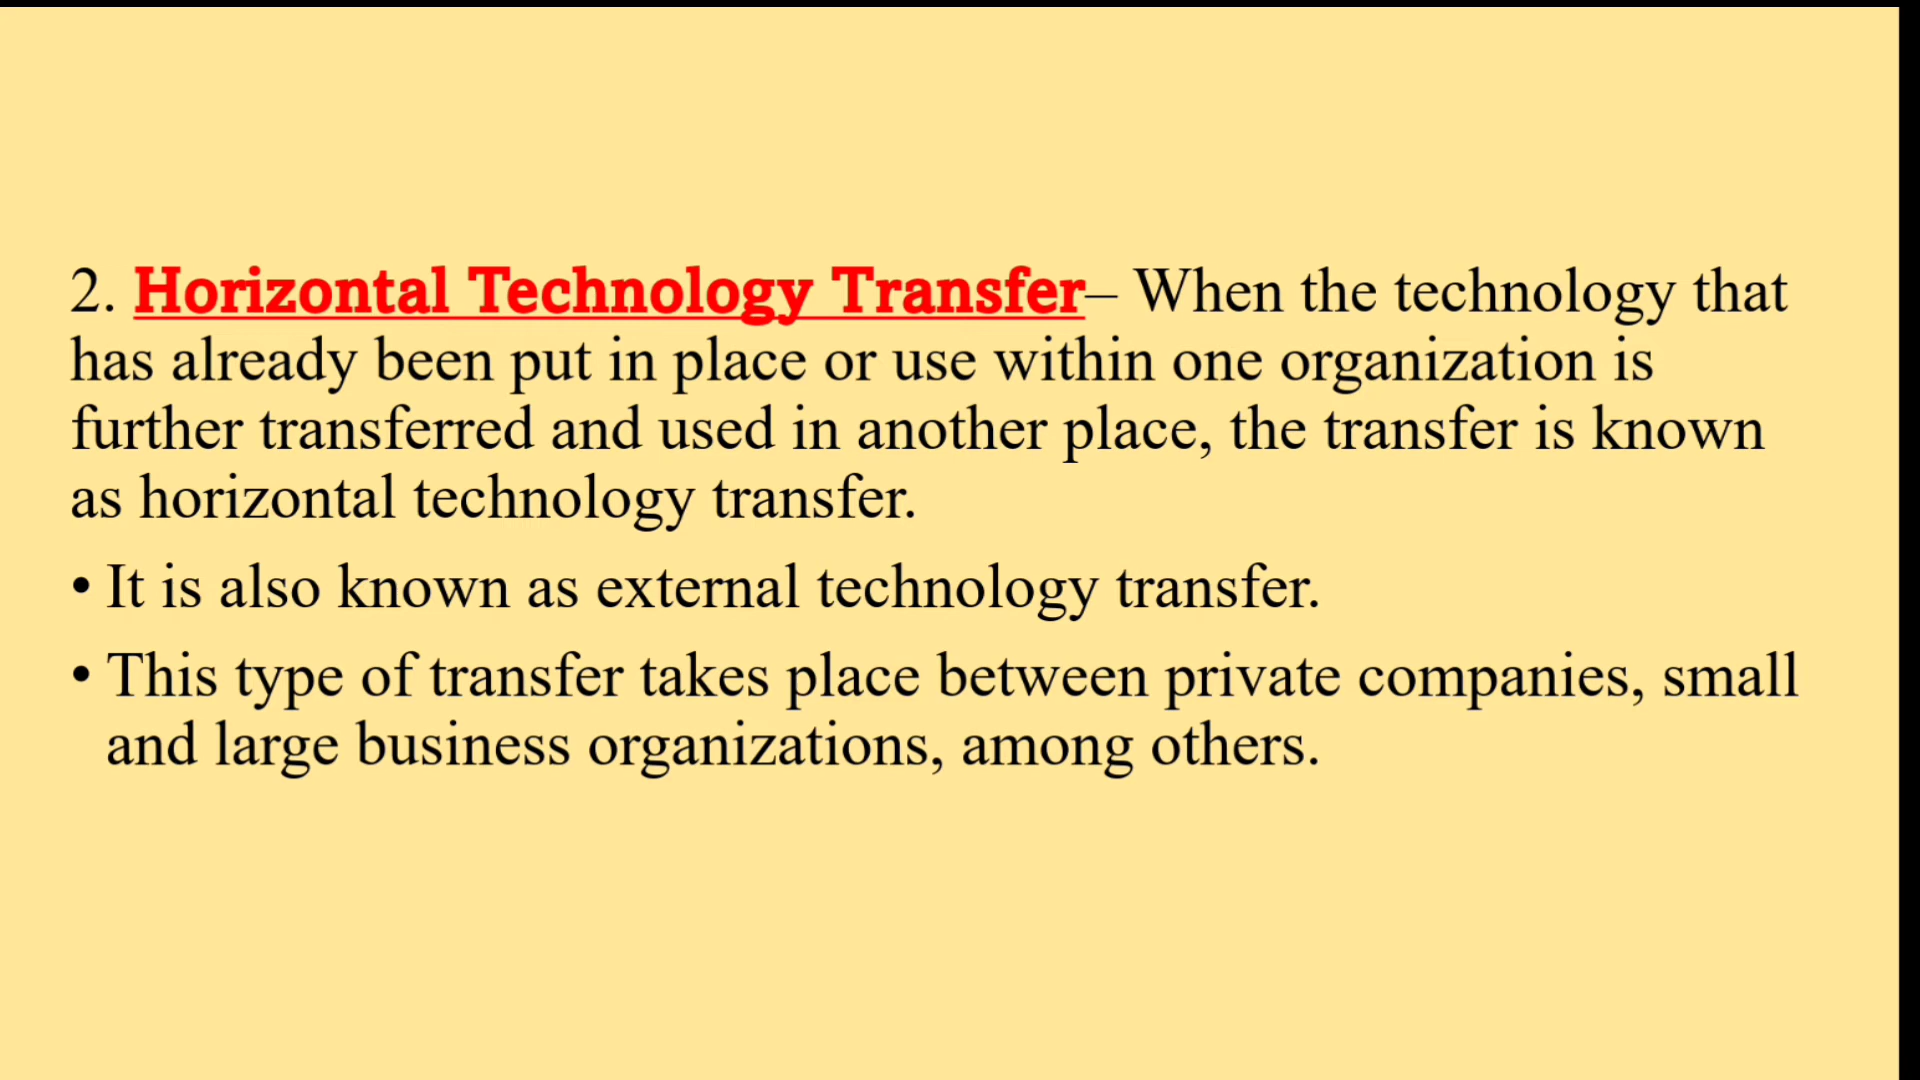 2. Horizontal Technology Transfer– When the technology that
has already been put in place or use within one organization is
further transferred and used in another place, the transfer is known
as horizontal technology transfer.
• It is also known as external technology transfer.
• This type of transfer takes place between private companies, small
and large business organizations, among others.